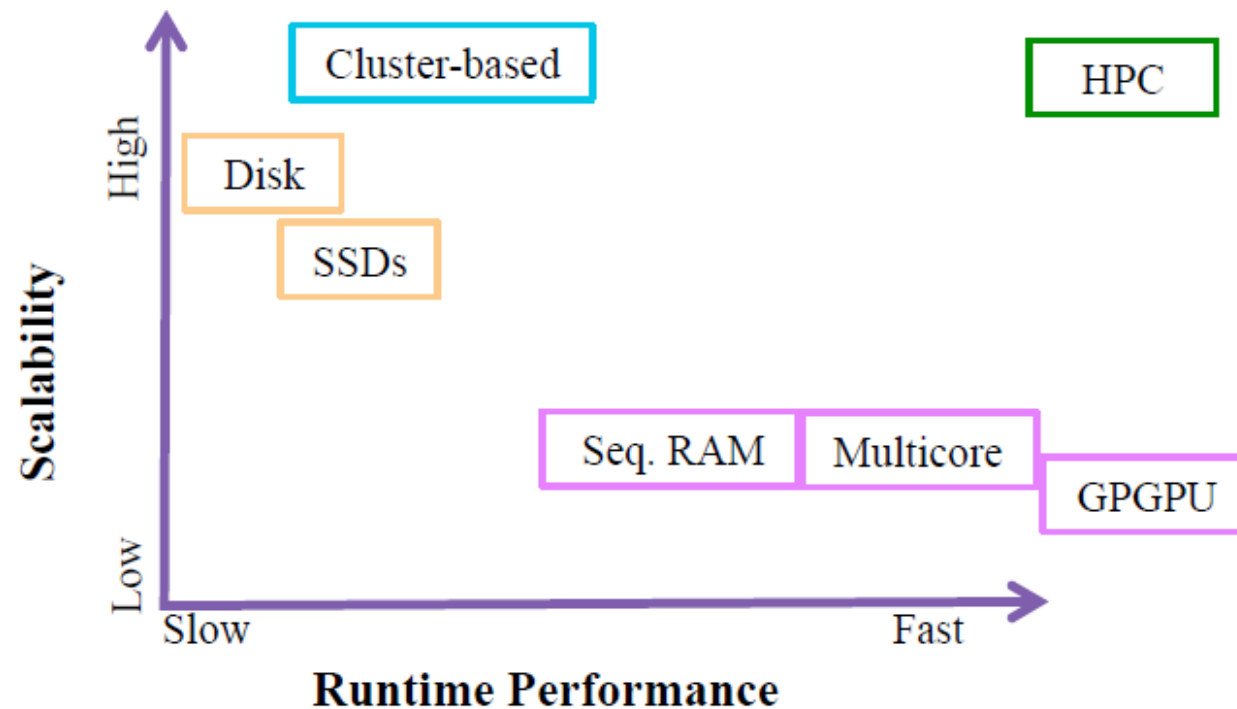 Cluster-based
HPC
High
Disk
SSDs
Scalability
Seq. RAM
Multicore
GPGPU
Low
Slow
Fast
Runtime Performance